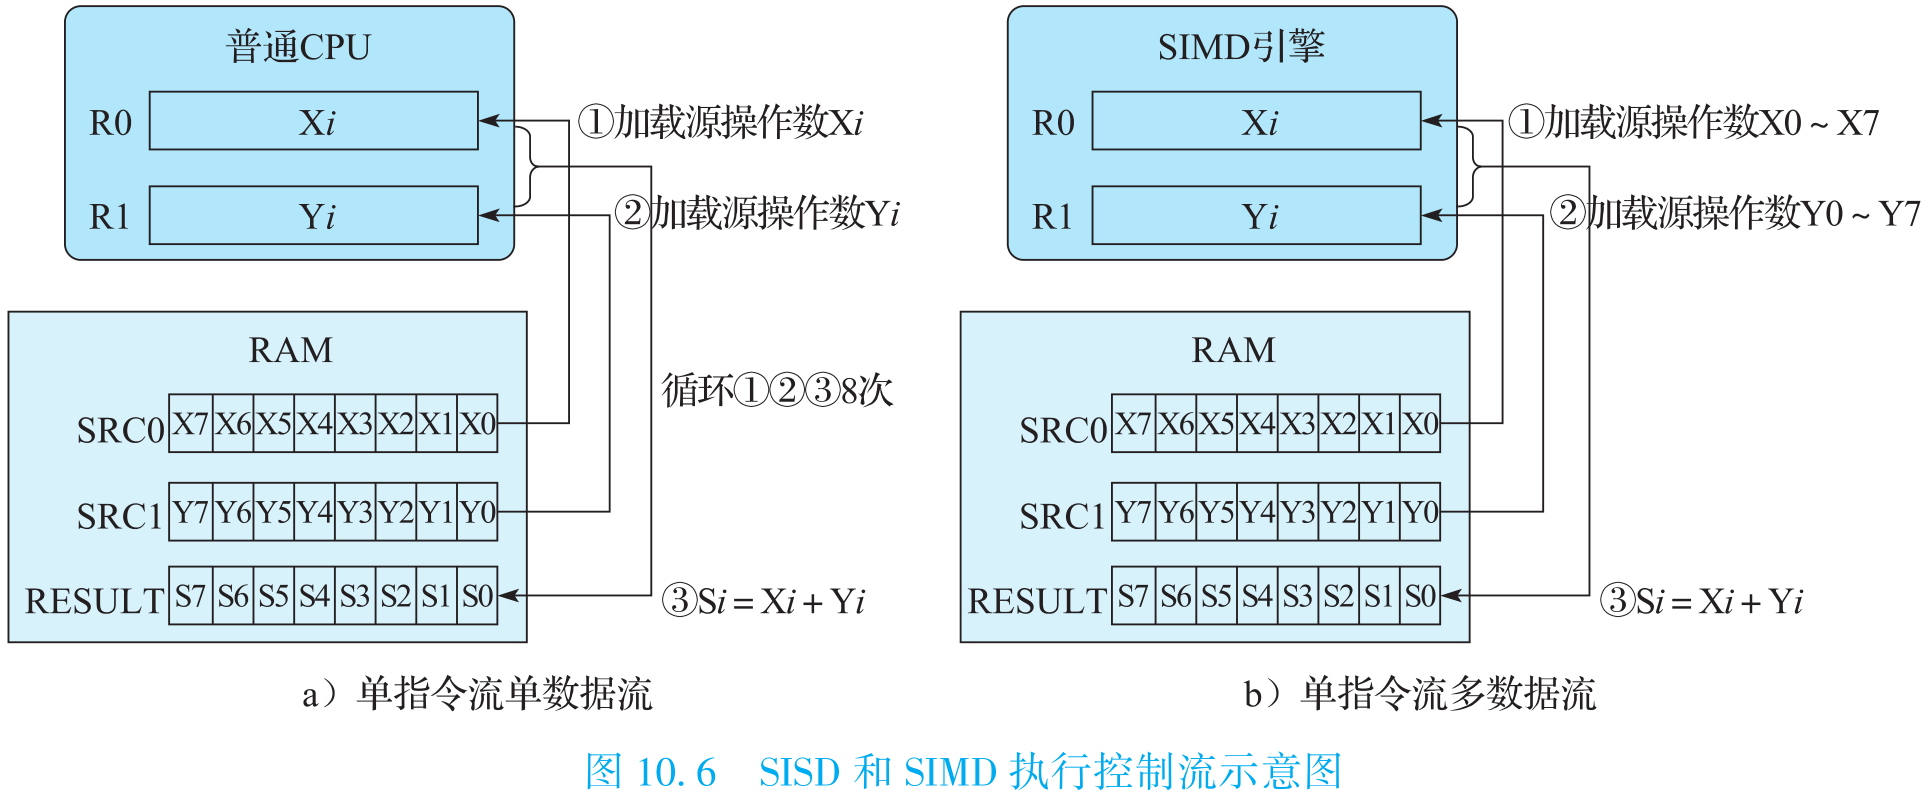 普通CPU
R0 Xi
①加载源操作数Xi
R1 Yi
②加载源操作数Yi
RAM
循环①②③8次
SRC0 X7 X6 X5 X4 X3 X2 X1 X0
SRC1 Y7 Y6 Y5 Y4 Y3 Y2 Y1 Y0
RESULT S7 S6 S5 S4 S3 S2 S1 S0
③Si = Xi + Yi
a）单指令流单数据流
SIMD引擎
R0 Xi
①加载源操作数X0 ~ X7
R1 Yi
②加载源操作数Y0 ~ Y7
RAM
SRC0 X7 X6 X5 X4 X3 X2 X1 X0
SRC1 Y7 Y6 Y5 Y4 Y3 Y2 Y1 Y0
RESULT S7 S6 S5 S4 S3 S2 S1 S0
③Si = Xi + Yi
b）单指令流多数据流
图 10. 6 SISD 和 SIMD 执行控制流示意图